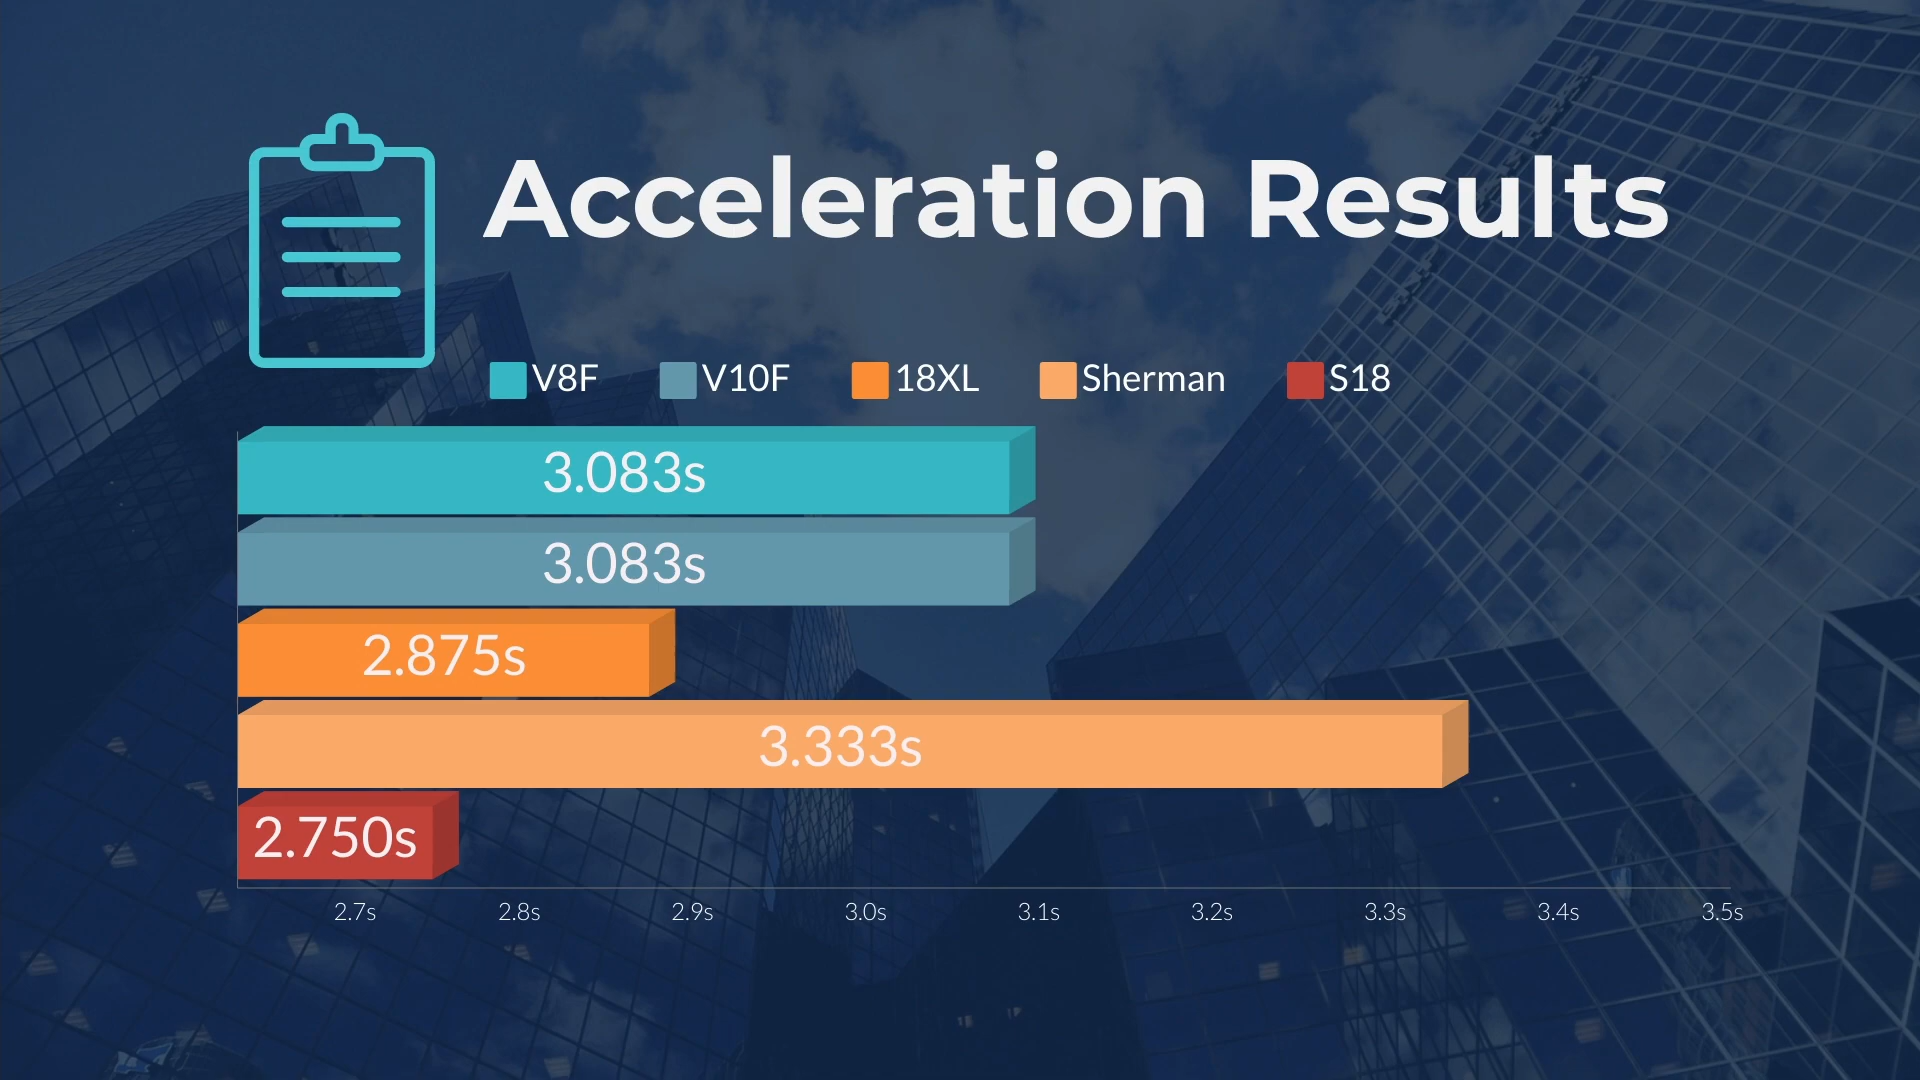 Acceleration Results
V8F V10F 18XL Sherman S18
3.083s
3.083s
2.875s
3.333s
2.750s
2.7s 2.8s 2.9s 3.0s 3.1s 3.2s 3.3s 3.4s 3.5s